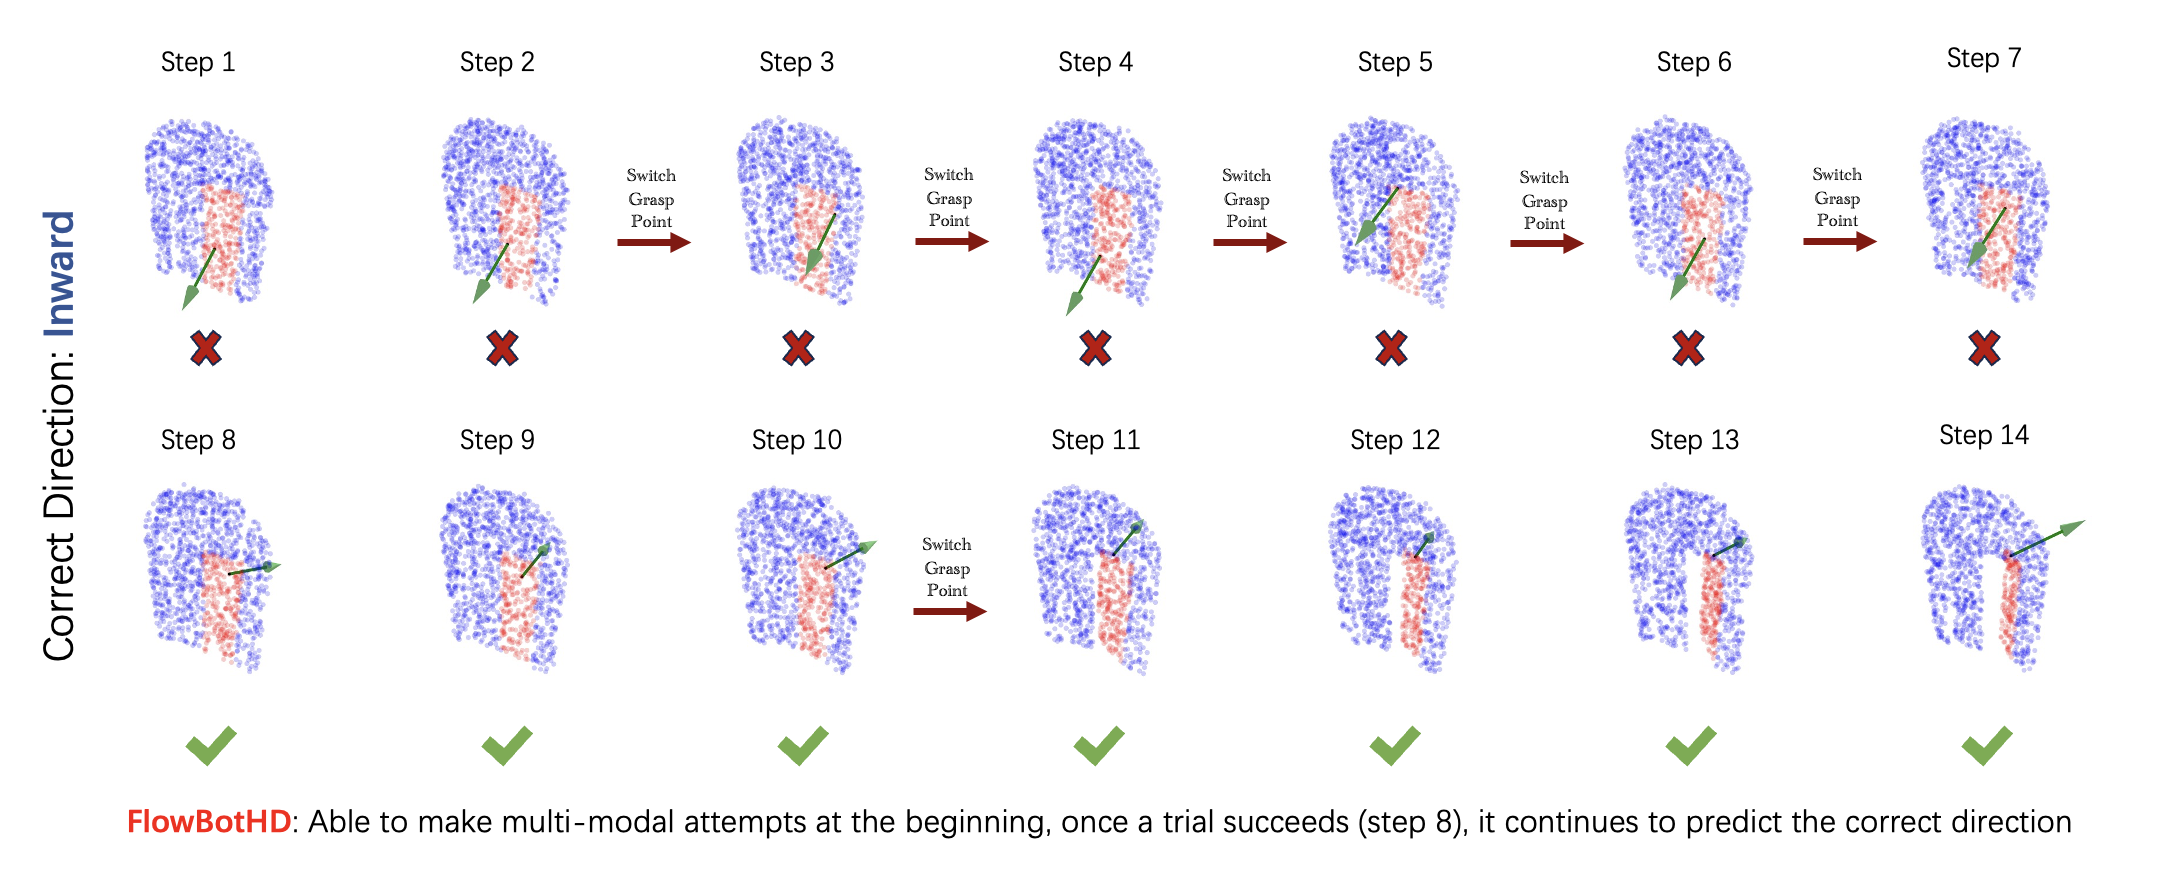 Correct Direction: Inward
Step 1
Step 2
Step 3
Step 4
Step 5
Step 6
Step 7
Switch
Grasp
Point
Switch
Grasp
Point
Switch
Grasp
Point
Switch
Grasp
Point
Switch
Grasp
Point
Step 8
Step 9
Step 10
Step 11
Step 12
Step 13
Step 14
Switch
Grasp
Point
FlowBotHD: Able to make multi-modal attempts at the beginning, once a trial succeeds (step 8), it continues to predict the correct direction